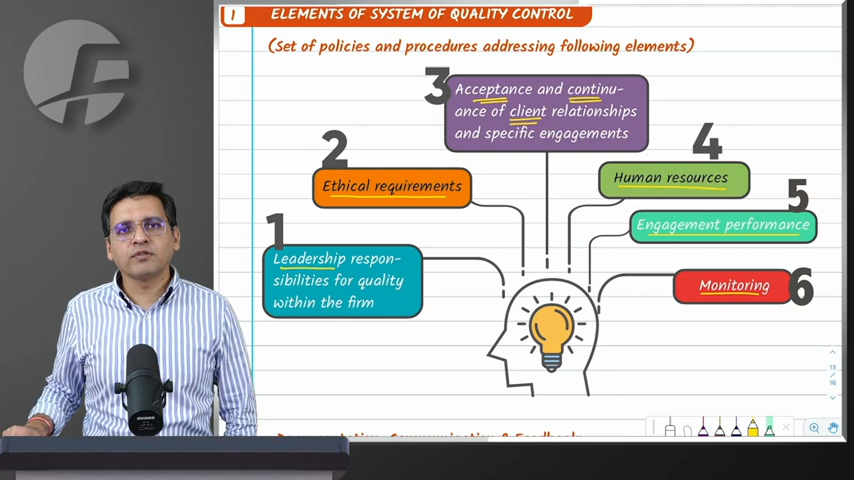 1 ELEMENTS OF SYSTEM OF QUALITY CONTROL
(Set of policies and procedures addressing following elements)
3
Acceptance and continu-
ance of client relationships
and specific engagements
2
Ethical requirements
4
Human resources
1
Leadership respon-
sibilities for quality
within the firm
5
Engagement performance
Monitoring 6
13
/
16